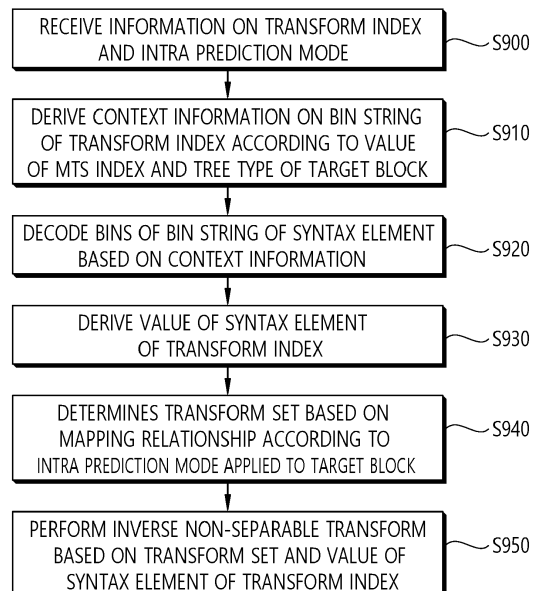 RECEIVE INFORMATION ON TRANSFORM INDEX
AND INTRA PREDICTION MODE
S900
DERIVE CONTEXT INFORMATION ON BIN STRING
OF TRANSFORM INDEX ACCORDING TO VALUE
OF MTS INDEX AND TREE TYPE OF TARGET BLOCK
S910
DECODE BINS OF BIN STRING OF SYNTAX ELEMENT
BASED ON CONTEXT INFORMATION
S920
DERIVE VALUE OF SYNTAX ELEMENT
OF TRANSFORM INDEX
S930
DETERMINES TRANSFORM SET BASED ON
MAPPING RELATIONSHIP ACCORDING TO
INTRA PREDICTION MODE APPLIED TO TARGET BLOCK
S940
PERFORM INVERSE NON-SEPARABLE TRANSFORM
BASED ON TRANSFORM SET AND VALUE OF
SYNTAX ELEMENT OF TRANSFORM INDEX
S950